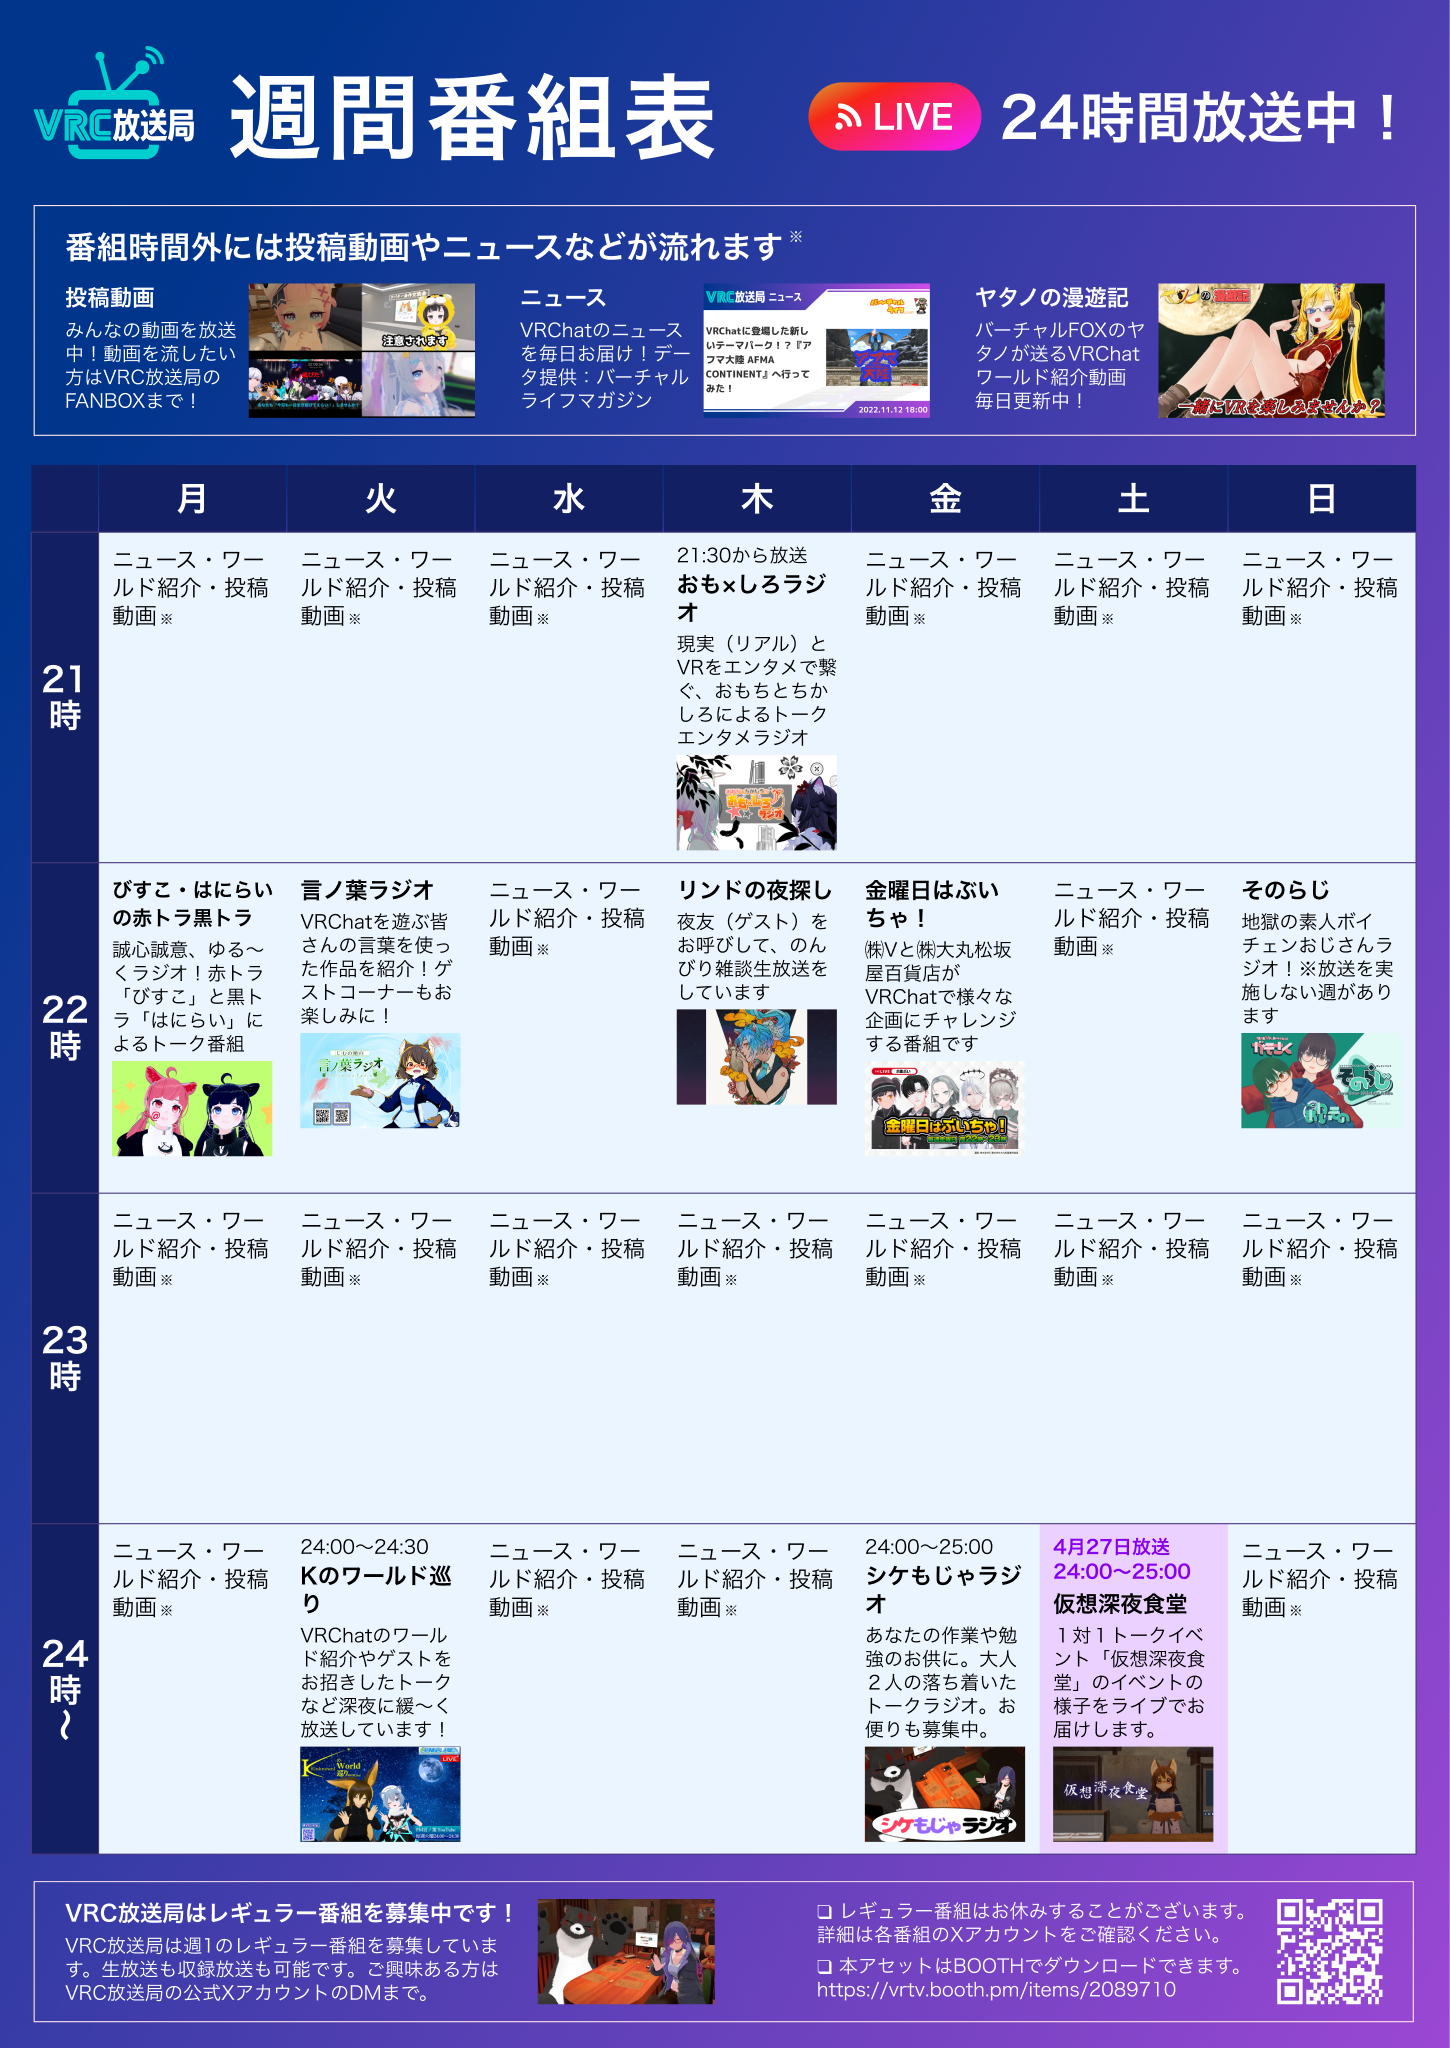 VRC放送局
週間番組表
LIVE
24時間放送中！
番組時間外には投稿動画やニュースなどが流れます※
投稿動画
みんなの動画を放送
中！動画を流したい
方はVRC放送局の
FANBOXまで！
注意されます
ニュース
VRChatのニュース
を毎日お届け！デー
タ提供：バーチャル
ライフマガジン
VRC放送局 ニュース
VRChatに登場した新し
いテーマパーク！？『ア
フマ大陸 AFMA
CONTINENT』へ行って
みた！
2022.11.12 18:00
ヤタノの漫遊記
バーチャルFOXのヤ
タノが送るVRChat
ワールド紹介動画
毎日更新中！
一緒にVRを楽しみませんか？
月
火
水
木
金
土
日
21
時
ニュース・ワー
ルド紹介・投稿
動画※
ニュース・ワー
ルド紹介・投稿
動画※
ニュース・ワー
ルド紹介・投稿
動画※
21:30から放送
おも×しろラジ
オ
現実（リアル）と
VRをエンタメで繋
ぐ、おもちとちか
しろによるトーク
エンタメラジオ
ニュース・ワー
ルド紹介・投稿
動画※
ニュース・ワー
ルド紹介・投稿
動画※
ニュース・ワー
ルド紹介・投稿
動画※
22
時
びすこ・はにらい
の赤トラ黒トラ
誠心誠意、ゆる〜
くラジオ！赤トラ
「びすこ」と黒ト
ラ「はにらい」に
よるトーク番組
言ノ葉ラジオ
VRChatを遊ぶ皆
さんの言葉を使っ
た作品を紹介！ゲ
ストコーナーもお
楽しみに！
言ノ葉ラジオ
ニュース・ワー
ルド紹介・投稿
動画※
リンドの夜探し
夜友（ゲスト）を
お呼びして、のん
びり雑談生放送を
しています
金曜日はぶい
ちゃ！
㈱Vと㈱大丸松坂
屋百貨店が
VRChatで様々な
企画にチャレンジ
する番組です
金曜日はぶいちゃ！
ニュース・ワー
ルド紹介・投稿
動画※
そのらじ
地獄の素人ボイ
チェンおじさんラ
ジオ！※放送を実
施しない週があり
ます
そのらじ
23
時
ニュース・ワー
ルド紹介・投稿
動画※
ニュース・ワー
ルド紹介・投稿
動画※
ニュース・ワー
ルド紹介・投稿
動画※
ニュース・ワー
ルド紹介・投稿
動画※
ニュース・ワー
ルド紹介・投稿
動画※
ニュース・ワー
ルド紹介・投稿
動画※
ニュース・ワー
ルド紹介・投稿
動画※
24
時
〜
ニュース・ワー
ルド紹介・投稿
動画※
24:00〜24:30
Kのワールド巡
り
VRChatのワール
ド紹介やゲストを
お招きしたトーク
など深夜に緩〜く
放送しています！
World
LIVE
ニュース・ワー
ルド紹介・投稿
動画※
ニュース・ワー
ルド紹介・投稿
動画※
24:00〜25:00
シケもじゃラジ
オ
あなたの作業や勉
強のお供に。大人
２人の落ち着いた
トークラジオ。お
便りも募集中。
シケもじゃラジオ
4月27日放送
24:00〜25:00
仮想深夜食堂
１対１トークイベ
ント「仮想深夜食
堂」のイベントの
様子をライブでお
届けします。
仮想深夜食堂
ニュース・ワー
ルド紹介・投稿
動画※
VRC放送局はレギュラー番組を募集中です！
VRC放送局は週1のレギュラー番組を募集していま
す。生放送も収録放送も可能です。ご興味ある方は
VRC放送局の公式XアカウントのDMまで。
❏ レギュラー番組はお休みすることがございます。
詳細は各番組のXアカウントをご確認ください。
❏ 本アセットはBOOTHでダウンロードできます。
https://vrtv.booth.pm/items/2089710